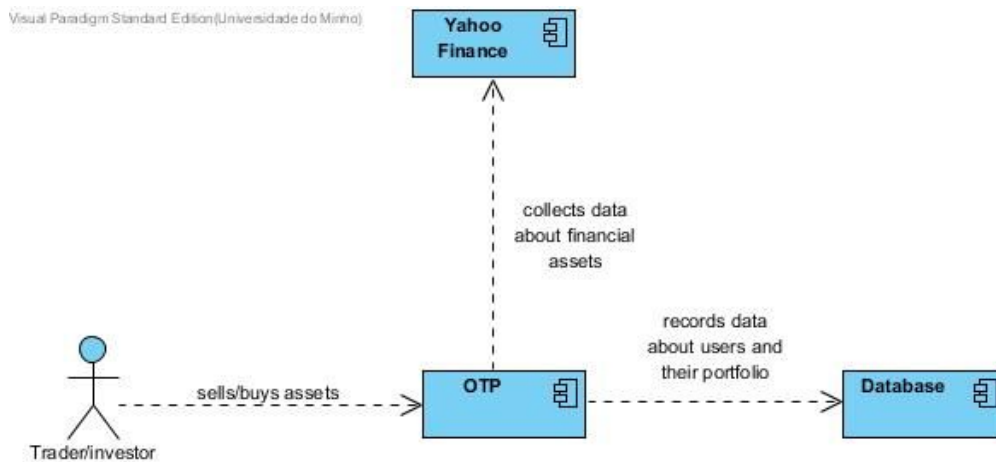 Visual Paradigm Standard Edition(Universidade do Minho)
Yahoo
Finance
collects data
about financial
assets
records data
about users and
their portfolio
sells/buys assets
OTP
Database
Trader/investor